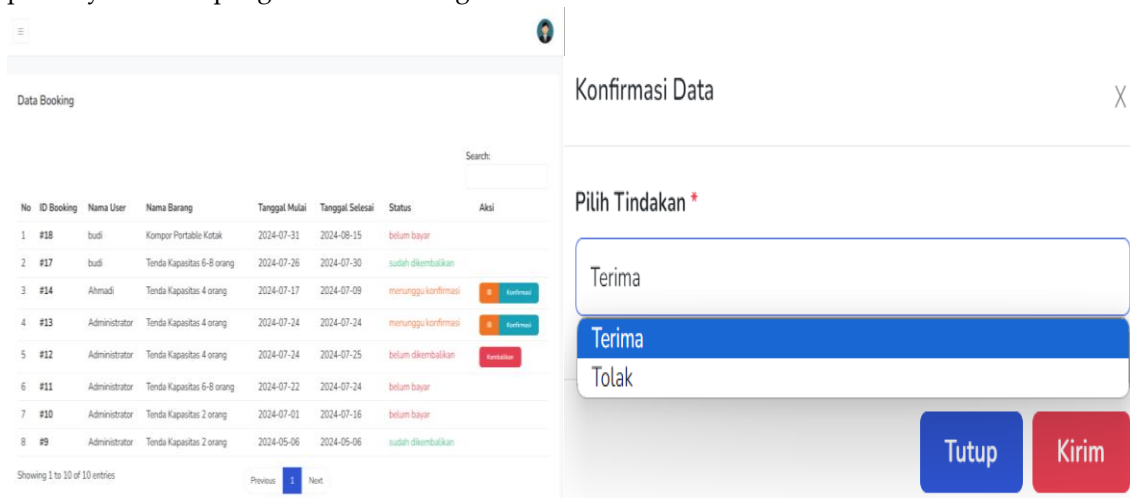 Data Booking
Search:
No ID Booking Nama User Nama Barang Tanggal Mulai Tanggal Selesai Status Aksi
1 #18 budi Kompor Portable Kotak 2024-07-31 2024-08-15 belum bayar
2 #17 budi Tenda Kapasitas 6-8 orang 2024-07-26 2024-07-30 sudah dikembalikan
3 #14 Ahmadi Tenda Kapasitas 4 orang 2024-07-17 2024-07-09 menunggu konfirmasi Konfirmasi
4 #13 Administrator Tenda Kapasitas 4 orang 2024-07-24 2024-07-24 menunggu konfirmasi Konfirmasi
5 #12 Administrator Tenda Kapasitas 4 orang 2024-07-24 2024-07-25 belum dikembalikan Kembalikan
6 #11 Administrator Tenda Kapasitas 6-8 orang 2024-07-22 2024-07-24 belum bayar
7 #10 Administrator Tenda Kapasitas 2 orang 2024-07-01 2024-07-16 belum bayar
8 #9 Administrator Tenda Kapasitas 2 orang 2024-05-06 2024-05-06 sudah dikembalikan
Showing 1 to 10 of 10 entries
Previous 1 Next
Konfirmasi Data X
Pilih Tindakan *
Terima
Terima
Tolak
Tutup Kirim